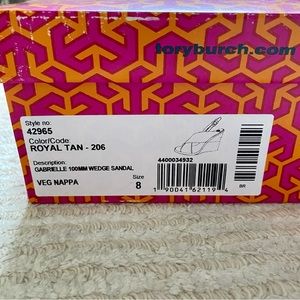 toryburch.com
Style no:
42965
Color/Code
ROYAL TAN - 206
Description:
GABRIELLE 100MM WEDGE SANDAL
VEG NAPPA
Size
8
4400034932
1 90041 62119 4
BR